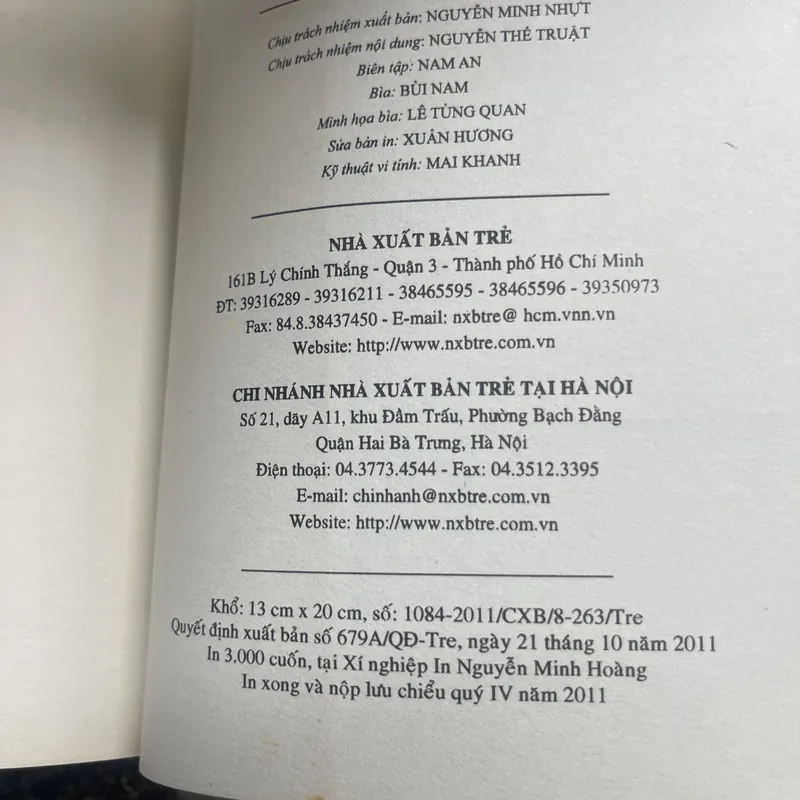 Chịu trách nhiệm xuất bản: NGUYỄN MINH NHỰT
Chịu trách nhiệm nội dung: NGUYỄN THẾ TRUẬT
Biên tập: NAM AN
Bìa: BÙI NAM
Minh họa bìa: LÊ TÙNG QUAN
Sửa bản in: XUÂN HƯƠNG
Kỹ thuật vi tính: MAI KHANH
NHÀ XUẤT BẢN TRẺ
161B Lý Chính Thắng - Quận 3 - Thành phố Hồ Chí Minh
ĐT: 39316289 - 39316211 - 38465595 - 38465596 - 39350973
Fax: 84.8.38437450 - E-mail: nxbtre@ hcm.vnn.vn
Website: http://www.nxbtre.com.vn
CHI NHÁNH NHÀ XUẤT BẢN TRẺ TẠI HÀ NỘI
Số 21, dãy A11, khu Đầm Trấu, Phường Bạch Đằng
Quận Hai Bà Trưng, Hà Nội
Điện thoại: 04.3773.4544 - Fax: 04.3512.3395
E-mail: chinhanh@nxbtre.com.vn
Website: http://www.nxbtre.com.vn
Khổ: 13 cm x 20 cm, số: 1084-2011/CXB/8-263/Tre
Quyết định xuất bản số 679A/QĐ-Tre, ngày 21 tháng 10 năm 2011
In 3.000 cuốn, tại Xí nghiệp In Nguyễn Minh Hoàng
In xong và nộp lưu chiểu quý IV năm 2011